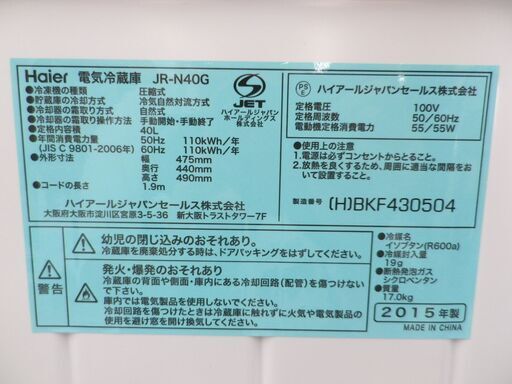 Haier 電気冷蔵庫 JR-N40G
●冷凍機の種類 圧縮式
●貯蔵庫の冷却方式 冷気自然対流方式
●冷却器の霜取り方式 自然式
●冷却器の霜取り操作方法 手動開始・手動終了
●定格内容積 40L
●年間消費電力量 50Hz 110kWh/年
(JIS C 9801-2006年) 60Hz 110kWh/年
●外形寸法 幅 475mm
奥行 440mm
高さ 490mm
●コードの長さ 1.9m
ハイアールジャパンセールス株式会社
大阪府大阪市淀川区宮原3-5-36 新大阪トラストタワー7F
S
JET
ハイアールジャパン
ホールディングス
株式会社
PS
E
ハイアールジャパンセールス株式会社
定格電圧 100V
定格周波数 50/60Hz
電動機定格消費電力 55/55W
●使用上の注意
1.電源は必ずコンセントからとること。
2.放熱をよくするため、周囲に適当な間隔をおいて設置すること。
製造番号 (H)BKF430504
警告
幼児の閉じ込めのおそれあり。
冷蔵庫を廃棄処分する時は、ドアパッキングをはずしてください。
発火・爆発のおそれあり
冷蔵庫の背面や側面・庫内にある冷却回路(配管)を傷つけないでください。
庫内では電気製品を使用しないでください。
冷却回路を傷つけたときは冷蔵庫に触れずに火気や電気製品の使用を避け窓を開け換気してください。
●冷媒名
イソブタン(R600a)
●冷媒封入量
19g
●断熱発泡ガス
シクロペンタン
●質量
17.0kg
2015年製
MADE IN CHINA